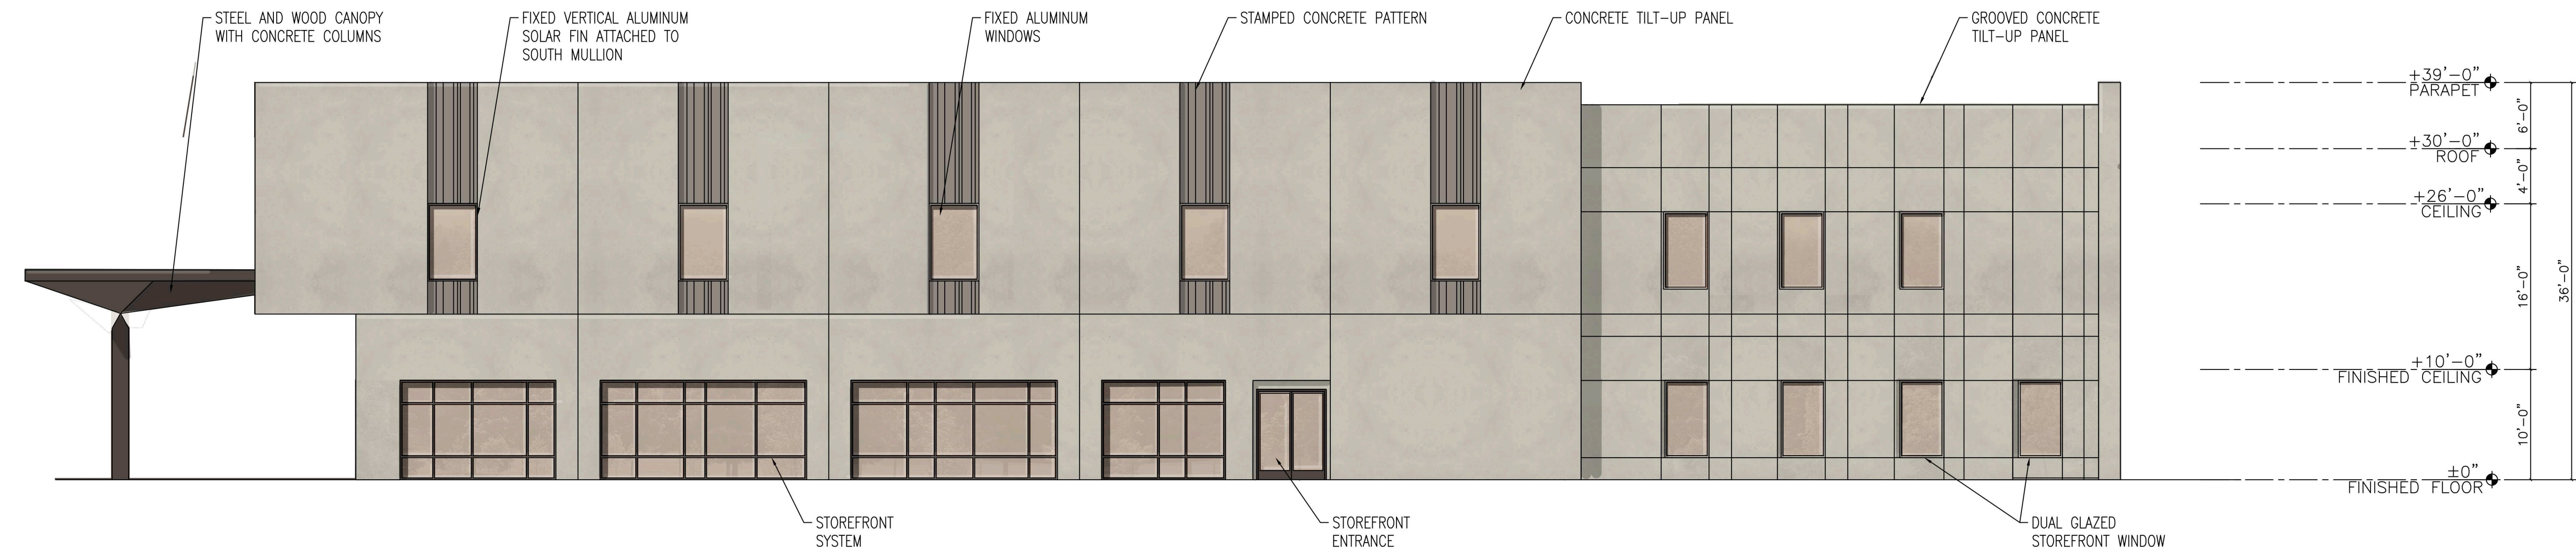 STEEL AND WOOD CANOPY
WITH CONCRETE COLUMNS
FIXED VERTICAL ALUMINUM
SOLAR FIN ATTACHED TO
SOUTH MULLION
FIXED ALUMINUM
WINDOWS
STAMPED CONCRETE PATTERN
CONCRETE TILT-UP PANEL
GROOVED CONCRETE
TILT-UP PANEL
+39'-0"
PARAPET
6'-0"
+30'-0"
ROOF
4'-0"
+26'-0"
CEILING
16'-0"
36'-0"
+10'-0"
FINISHED CEILING
10'-0"
±0"
FINISHED FLOOR
STOREFRONT
SYSTEM
STOREFRONT
ENTRANCE
DUAL GLAZED
STOREFRONT WINDOW